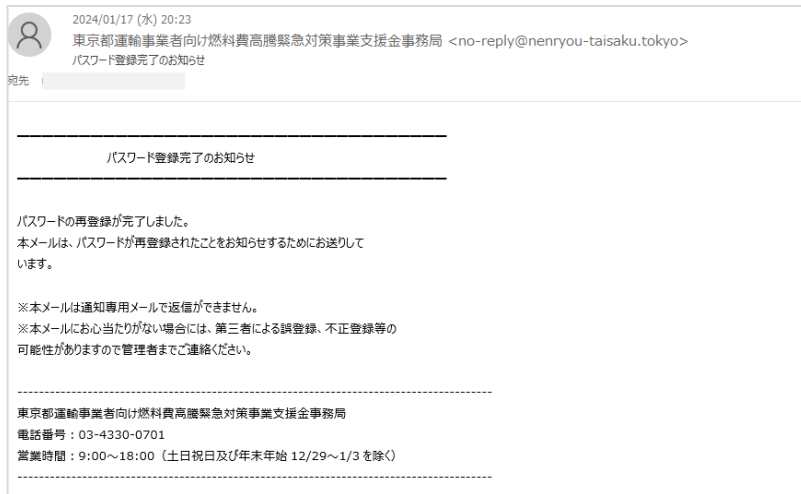 2024/01/17 (水) 20:23
東京都運輸事業者向け燃料費高騰緊急対策事業支援金事務局 <no-reply@nenryou-taisaku.tokyo>
パスワード登録完了のお知らせ
宛先
パスワード登録完了のお知らせ
パスワードの再登録が完了しました。
本メールは、パスワードが再登録されたことをお知らせするためにお送りして
います。
※本メールは通知専用メールで返信ができません。
※本メールにお心当たりがない場合には、第三者による誤登録、不正登録等の
可能性がありますので管理者までご連絡ください。
東京都運輸事業者向け燃料費高騰緊急対策事業支援金事務局
電話番号：03-4330-0701
営業時間：9:00～18:00（土日祝日及び年末年始 12/29～1/3 を除く）